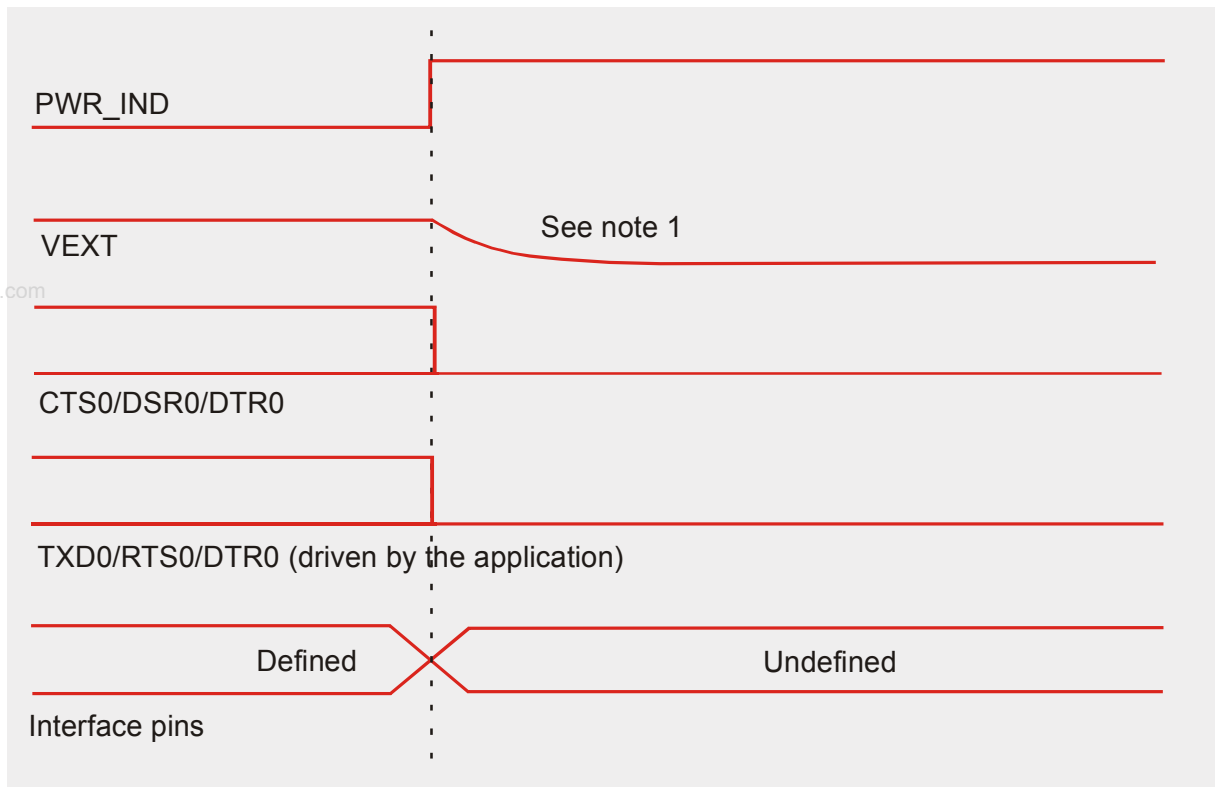 PWR_IND
See note 1
VEXT
.com
CTS0/DSR0/DTR0
TXD0/RTS0/DTR0 (driven by the application)
Defined
Undefined
Interface pins